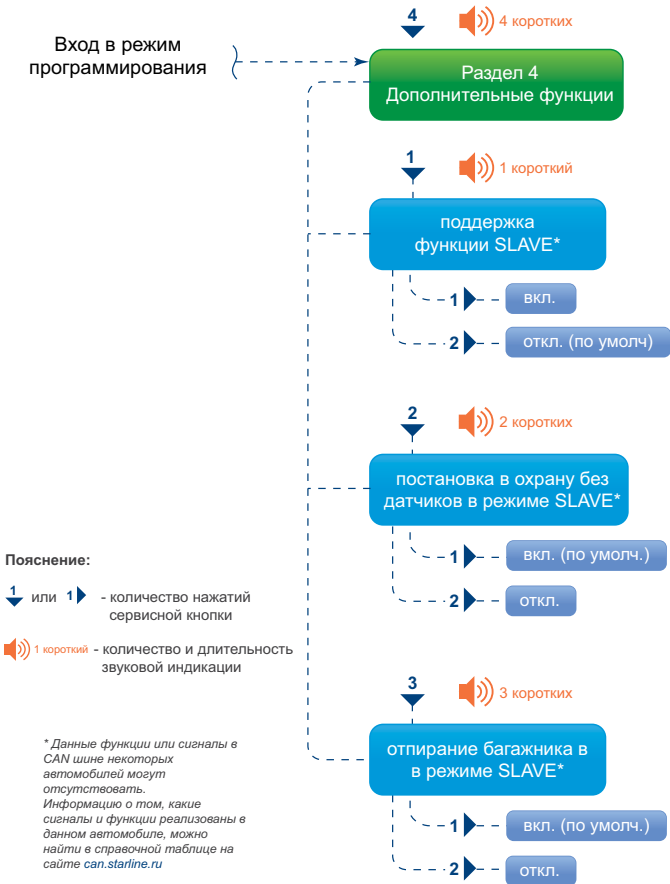 4
4 коротких
Вход в режим
программирования
Раздел 4
Дополнительные функции
1
1 короткий
поддержка
функции SLAVE*
1
вкл.
2
откл. (по умолч)
2
2 коротких
постановка в охрану без
датчиков в режиме SLAVE*
1
вкл. (по умолч.)
2
откл.
Пояснение:
1 или 1 - количество нажатий
сервисной кнопки
1 короткий - количество и длительность
звуковой индикации
3
3 коротких
отпирание багажника в
в режиме SLAVE*
1
вкл. (по умолч.)
2
откл.
* Данные функции или сигналы в
CAN шине некоторых
автомобилей могут
отсутствовать.
Информацию о том, какие
сигналы и функции реализованы в
данном автомобиле, можно
найти в справочной таблице на
сайте can.starline.ru